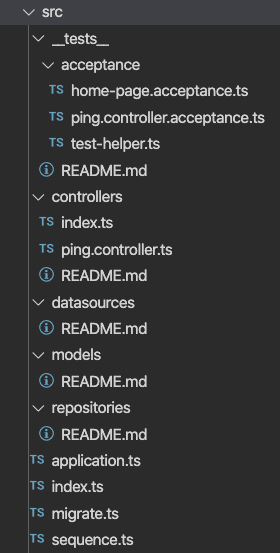 src
__tests__
acceptance
TS home-page.acceptance.ts
TS ping.controller.acceptance.ts
TS test-helper.ts
README.md
controllers
TS index.ts
TS ping.controller.ts
README.md
datasources
README.md
models
README.md
repositories
README.md
TS application.ts
TS index.ts
TS migrate.ts
TS sequence.ts